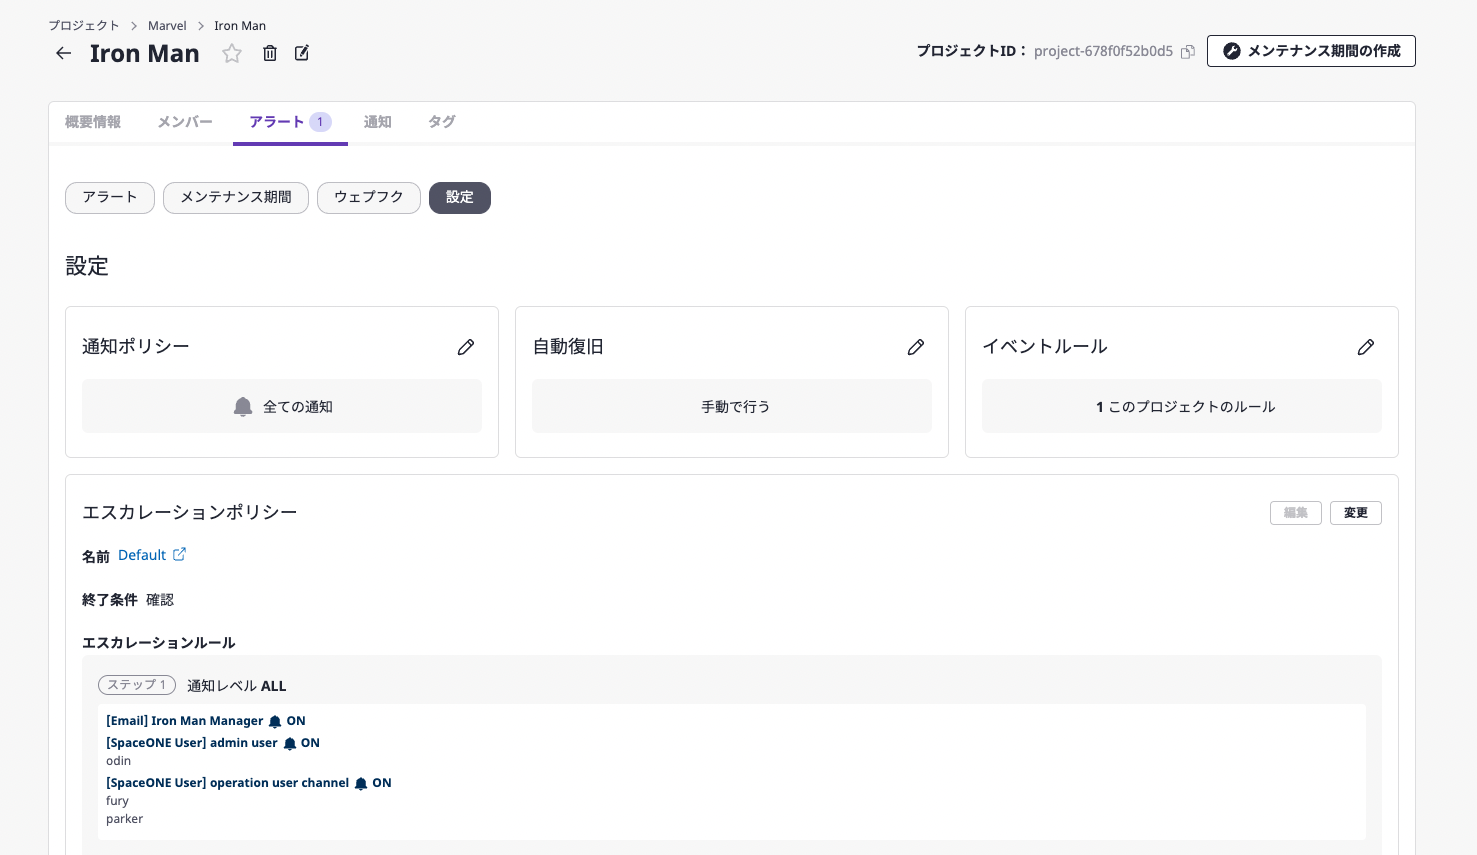 プロジェクト > Marvel > Iron Man
Iron Man
プロジェクトID： project-678f0f52b0d5
メンテナンス期間の作成
概要情報 メンバー アラート 1 通知 タグ
アラート メンテナンス期間 ウェブフク 設定
設定
通知ポリシー
全ての通知
自動復旧
手動で行う
イベントルール
1 このプロジェクトのルール
エスカレーションポリシー
編集 変更
名前 Default
終了条件 確認
エスカレーションルール
ステップ 1 通知レベル ALL
[Email] Iron Man Manager ON
[SpaceONE User] admin user ON
odin
[SpaceONE User] operation user channel ON
fury
parker